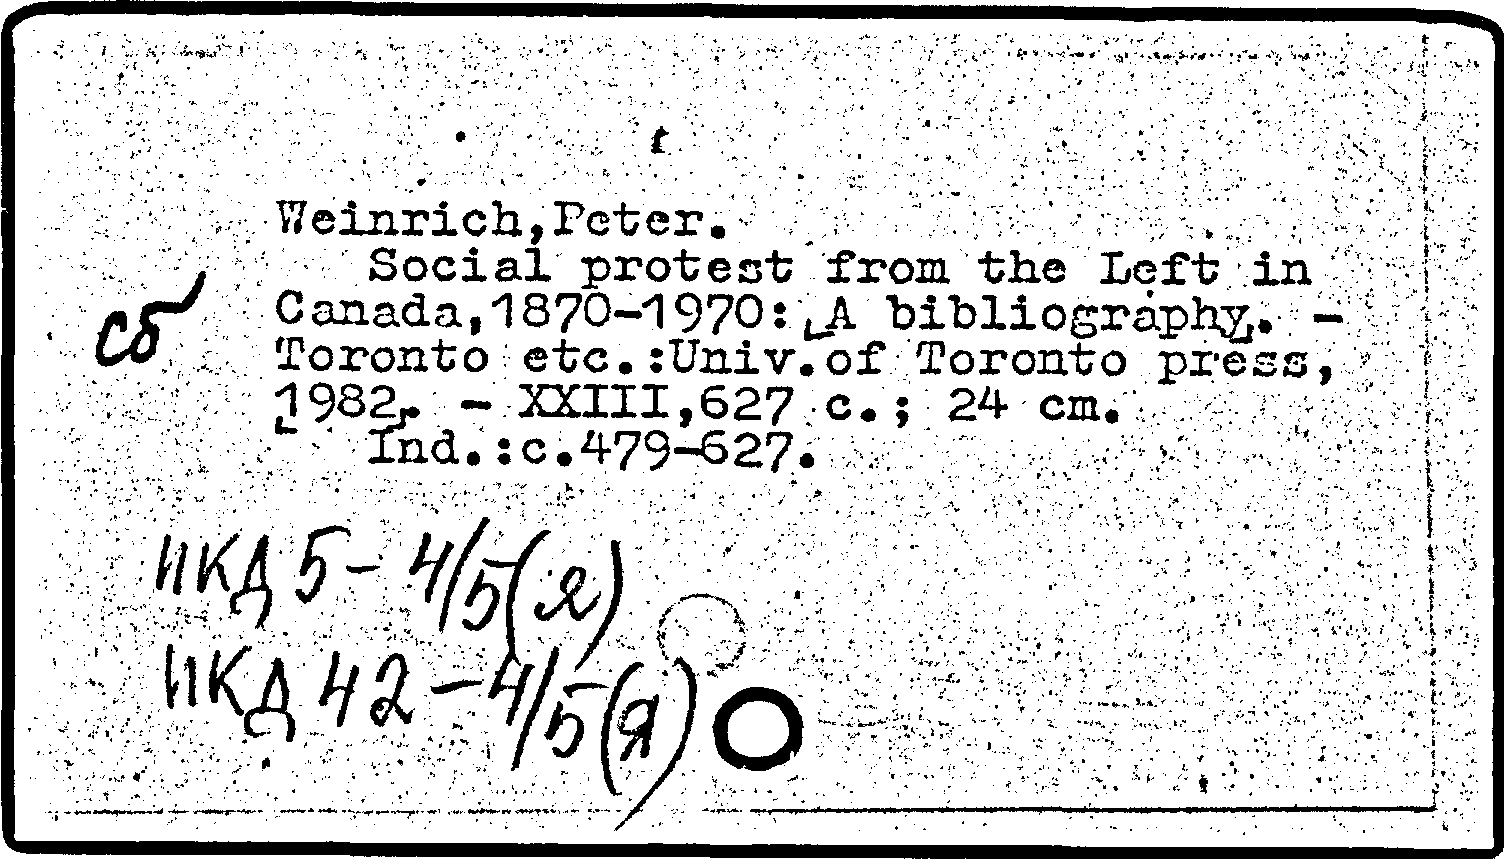 Weinrich,Peter.
Social protest from the Left in
сб
Canada,1870-1970: A bibliography. -
Toronto etc.:Univ.of Toronto press,
1982. - XXIII,627 с.; 24 cm.
Ind.:с.479-627.
ИКД 5-4/5(я)
ИКД 42-4/5(я)